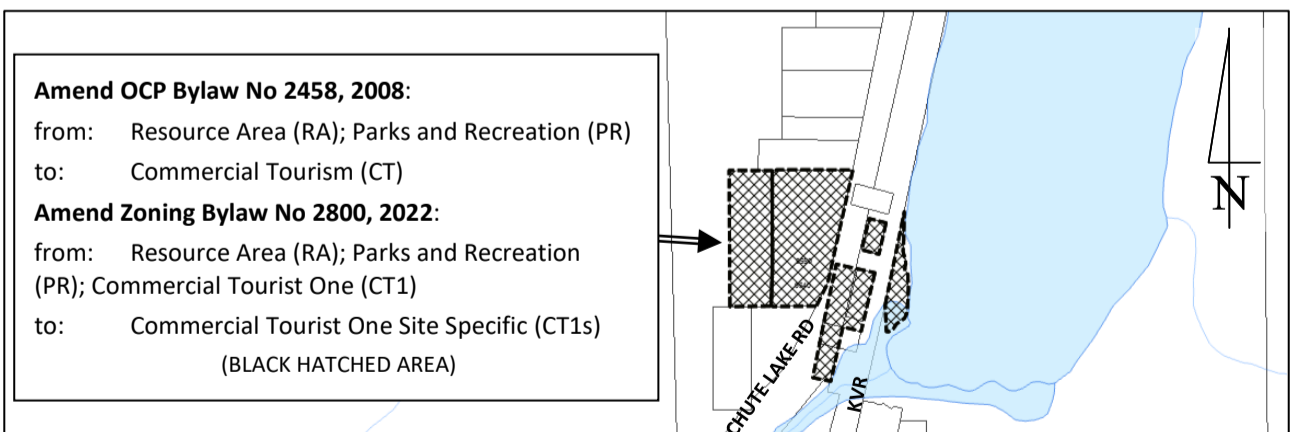 Amend OCP Bylaw No 2458, 2008:
from: Resource Area (RA); Parks and Recreation (PR)
to: Commercial Tourism (CT)
Amend Zoning Bylaw No 2800, 2022:
from: Resource Area (RA); Parks and Recreation
(PR); Commercial Tourist One (CT1)
to: Commercial Tourist One Site Specific (CT1s)
(BLACK HATCHED AREA)
N
CHUTE LAKE RD
KVR